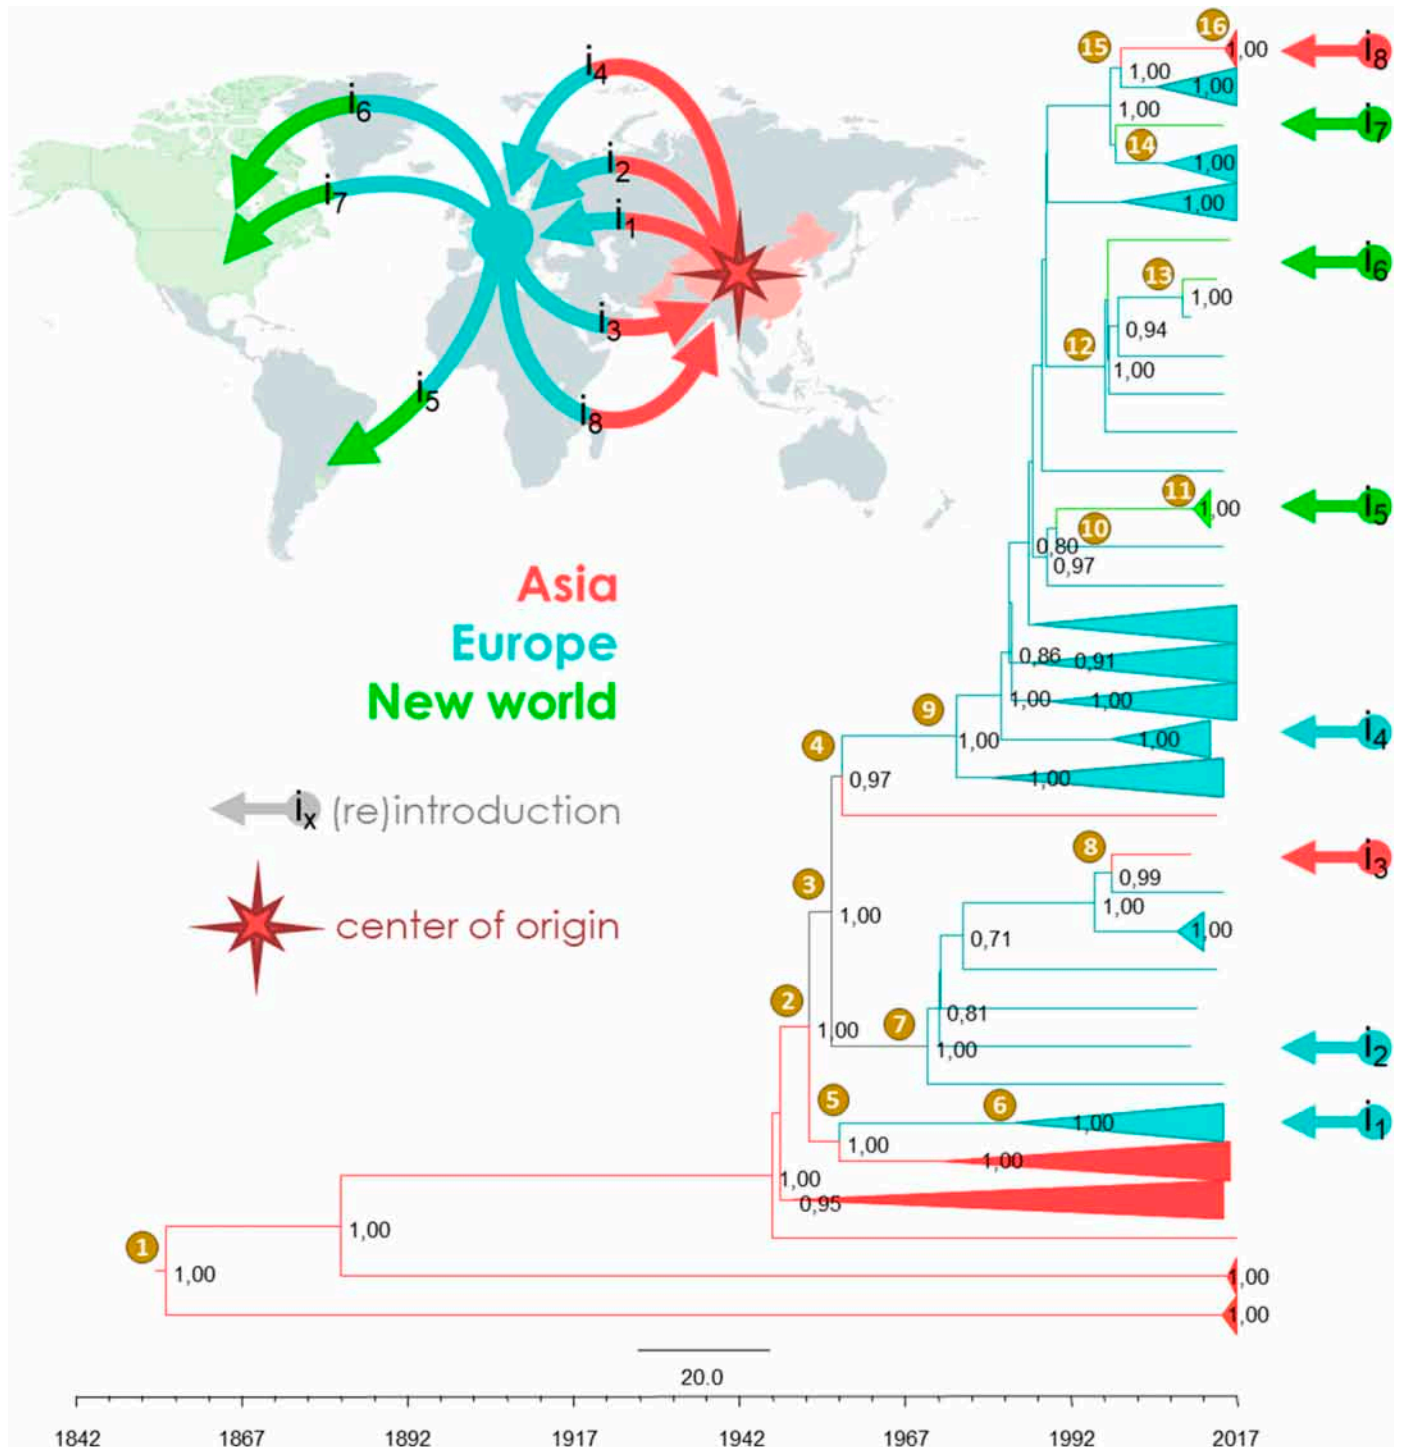 i4
i6
i2
i7
i1
i3
i5
i8
Asia
Europe
New world
ix (re)introduction
center of origin
16
15
1,00
i8
1,00
1,00
1,00
i7
14
1,00
1,00
i6
13
1,00
0,94
12
1,00
11
1,00
i5
10
0,80
0,97
0,86
0,91
1,00
1,00
9
i4
4
1,00
1,00
0,97
1,00
8
i3
3
0,99
1,00
1,00
1,00
0,71
2
0,81
7
1,00
1,00
i2
5
6
1,00
i1
1,00
1,00
1,00
0,95
1,00
1
1,00
1,00
1,00
20.0
1842 1867 1892 1917 1942 1967 1992 2017